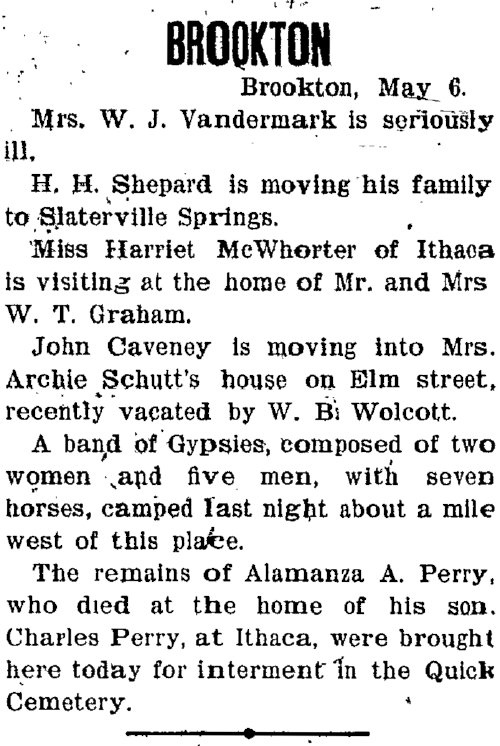 BROOKTON
Brookton, May 6.
Mrs. W. J. Vandermark is seriously
ill.
H. H. Shepard is moving his family
to Slaterville Springs.
Miss Harriet McWhorter of Ithaca
is visiting at the home of Mr. and Mrs
W. T. Graham.
John Caveney is moving into Mrs.
Archie Schutt's house on Elm street,
recently vacated by W. B. Wolcott.
A band of Gypsies, composed of two
women and five men, with seven
horses, camped last night about a mile
west of this place.
The remains of Alamanza A. Perry,
who died at the home of his son.
Charles Perry, at Ithaca, were brought
here today for interment in the Quick
Cemetery.